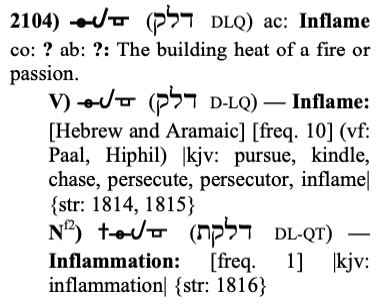 2104) (דלק DLQ) ac: Inflame
co: ? ab: ?: The building heat of a fire or
passion.
V) (דלק D-LQ) — Inflame:
[Hebrew and Aramaic] [freq. 10] (vf:
Paal, Hiphil) |kjv: pursue, kindle,
chase, persecute, persecutor, inflame|
{str: 1814, 1815}
Nf2) (דלקת DL-QT) —
Inflammation: [freq. 1] |kjv:
inflammation| {str: 1816}